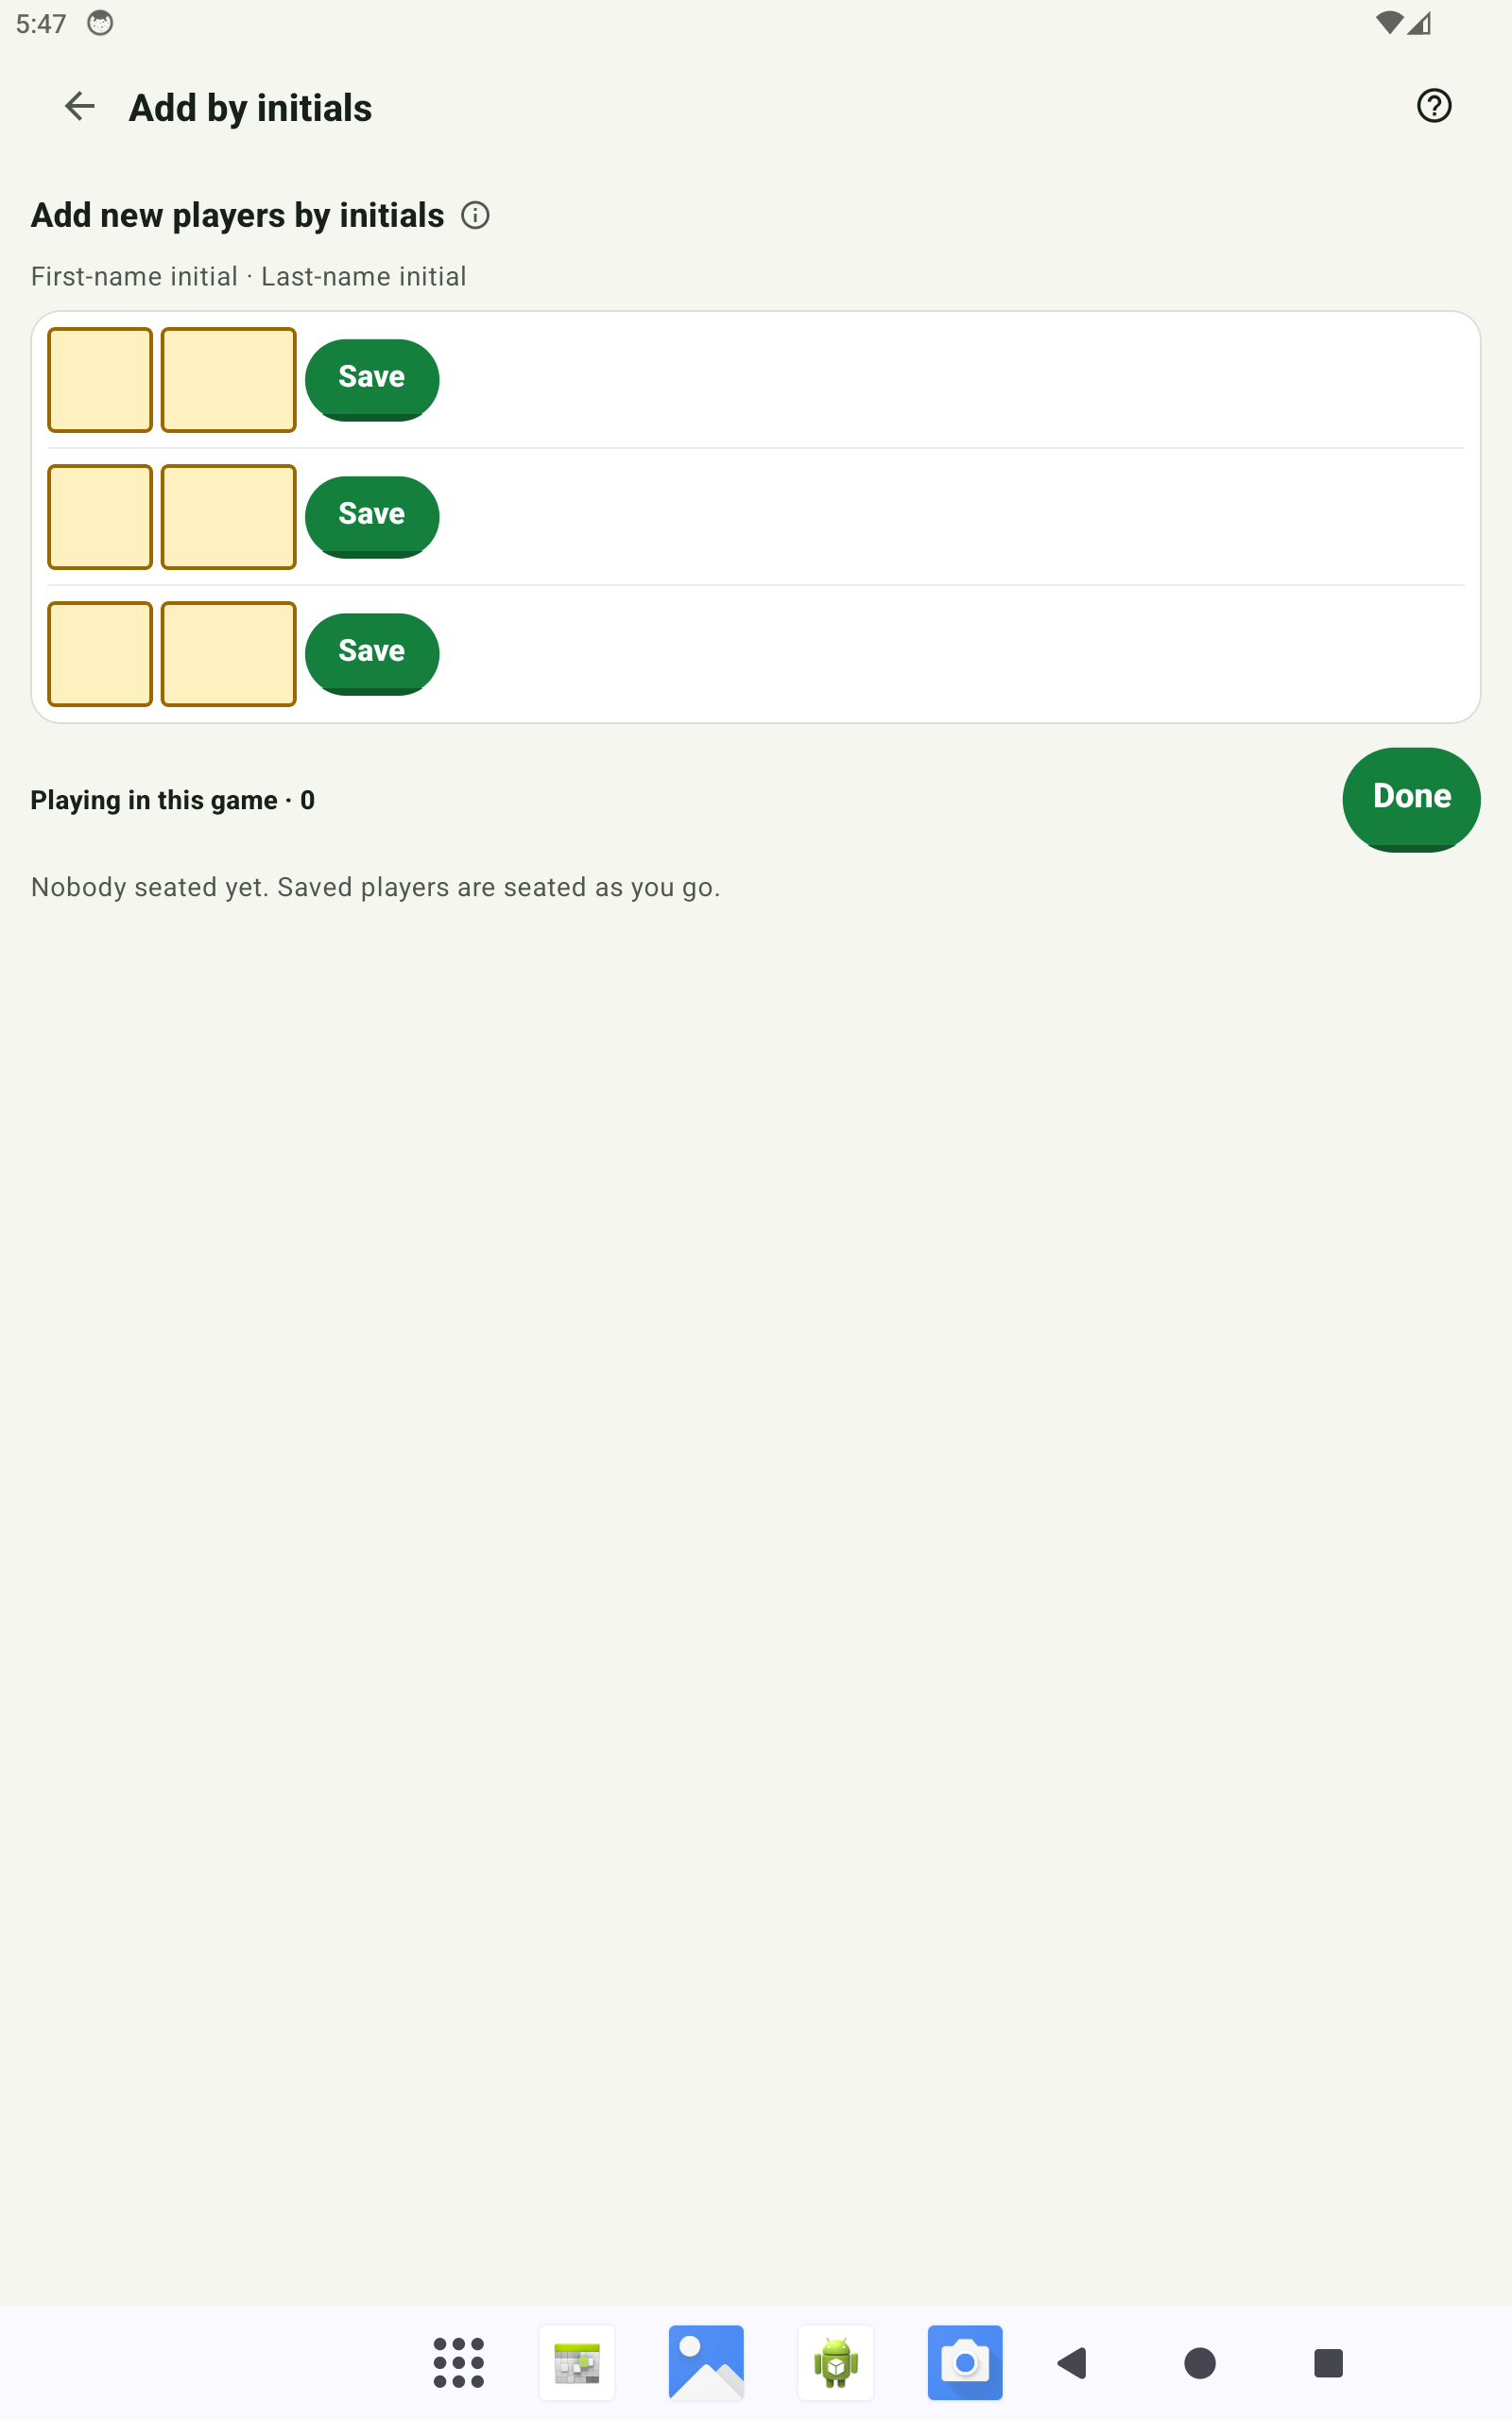 5:47
Add by initials
Add new players by initials
First-name initial · Last-name initial
Save
Save
Save
Playing in this game · 0
Done
Nobody seated yet. Saved players are seated as you go.